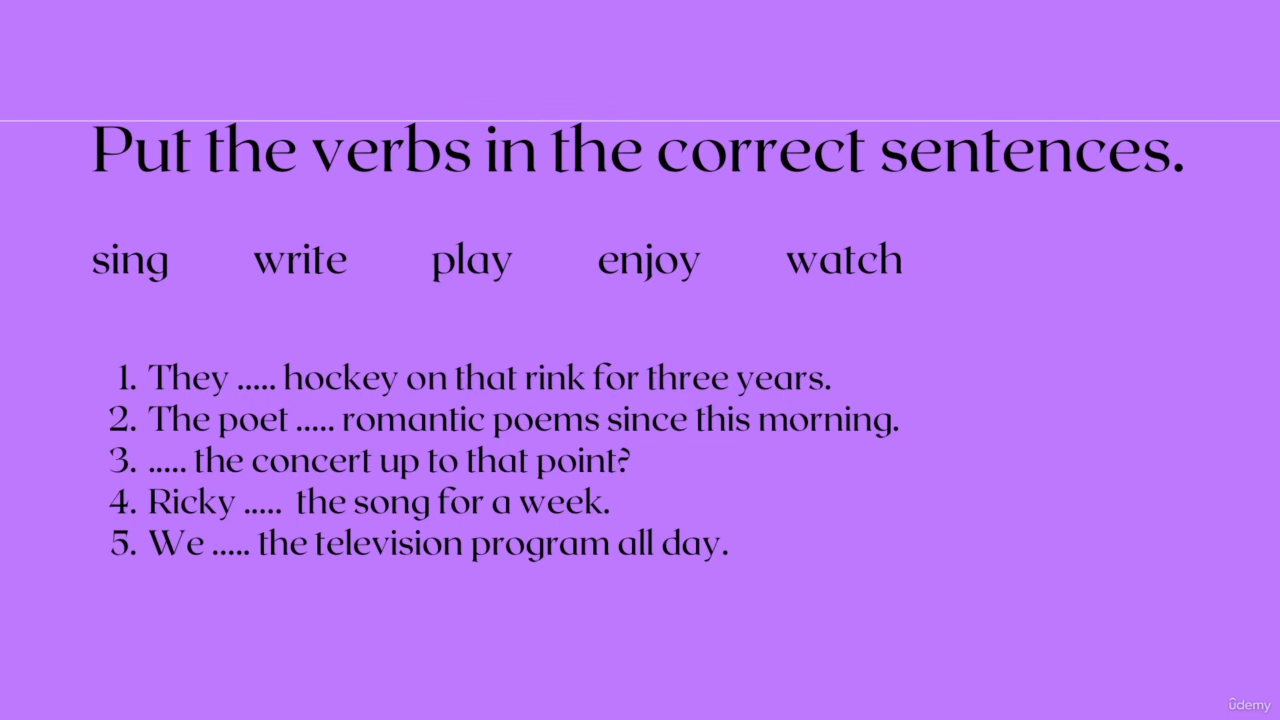 Put the verbs in the correct sentences.
sing write play enjoy watch
1. They ..... hockey on that rink for three years.
2. The poet ..... romantic poems since this morning.
3. ..... the concert up to that point?
4. Ricky ..... the song for a week.
5. We ..... the television program all day.
ûdemy